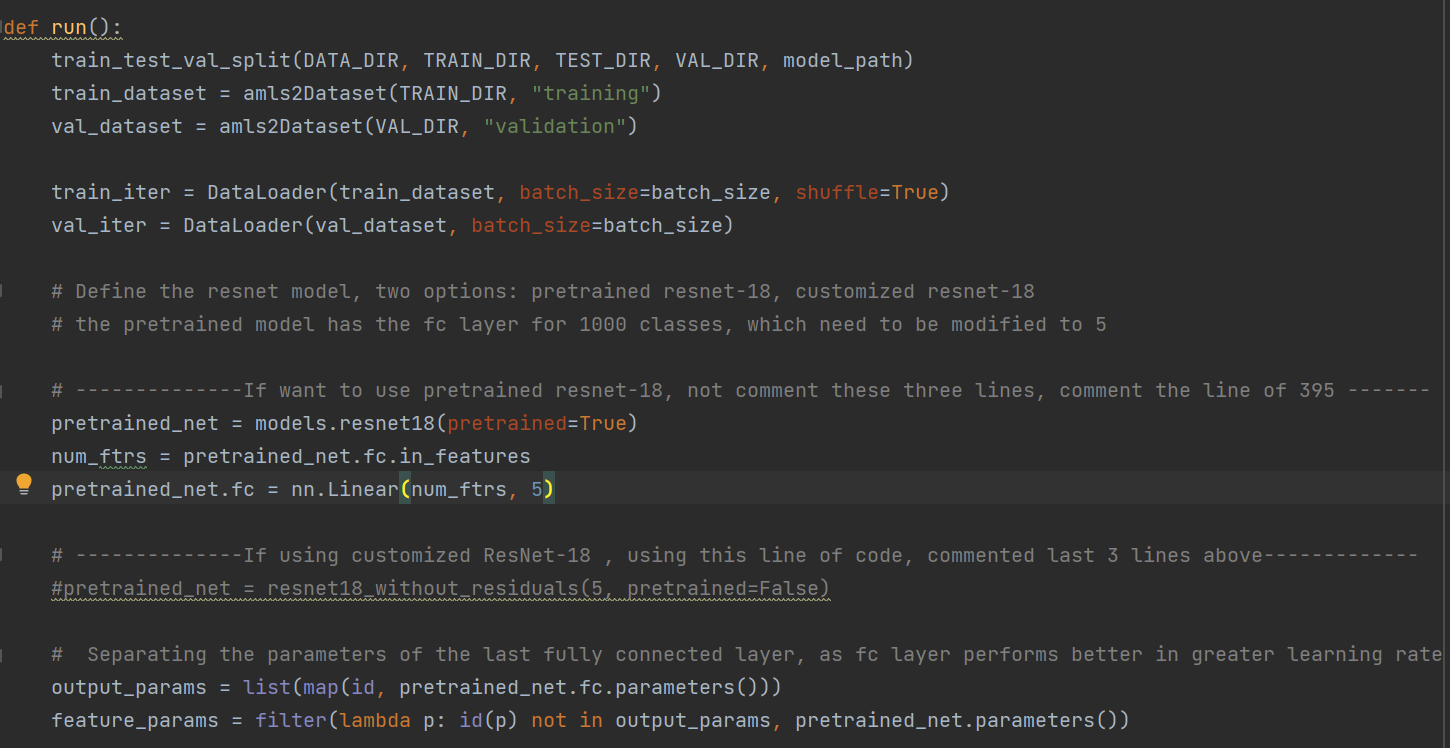 def run():
    train_test_val_split(DATA_DIR, TRAIN_DIR, TEST_DIR, VAL_DIR, model_path)
    train_dataset = amls2Dataset(TRAIN_DIR, "training")
    val_dataset = amls2Dataset(VAL_DIR, "validation")
    train_iter = DataLoader(train_dataset, batch_size=batch_size, shuffle=True)
    val_iter = DataLoader(val_dataset, batch_size=batch_size)
    # Define the resnet model, two options: pretrained resnet-18, customized resnet-18
    # the pretrained model has the fc layer for 1000 classes, which need to be modified to 5
    # --------------If want to use pretrained resnet-18, not comment these three lines, comment the line of 395 -------
    pretrained_net = models.resnet18(pretrained=True)
    num_ftrs = pretrained_net.fc.in_features
    pretrained_net.fc = nn.Linear(num_ftrs, 5)
    # --------------If using customized ResNet-18 , using this line of code, commented last 3 lines above-------------
    #pretrained_net = resnet18_without_residuals(5, pretrained=False)
    #  Separating the parameters of the last fully connected layer, as fc layer performs better in greater learning rate
    output_params = list(map(id, pretrained_net.fc.parameters()))
    feature_params = filter(lambda p: id(p) not in output_params, pretrained_net.parameters())